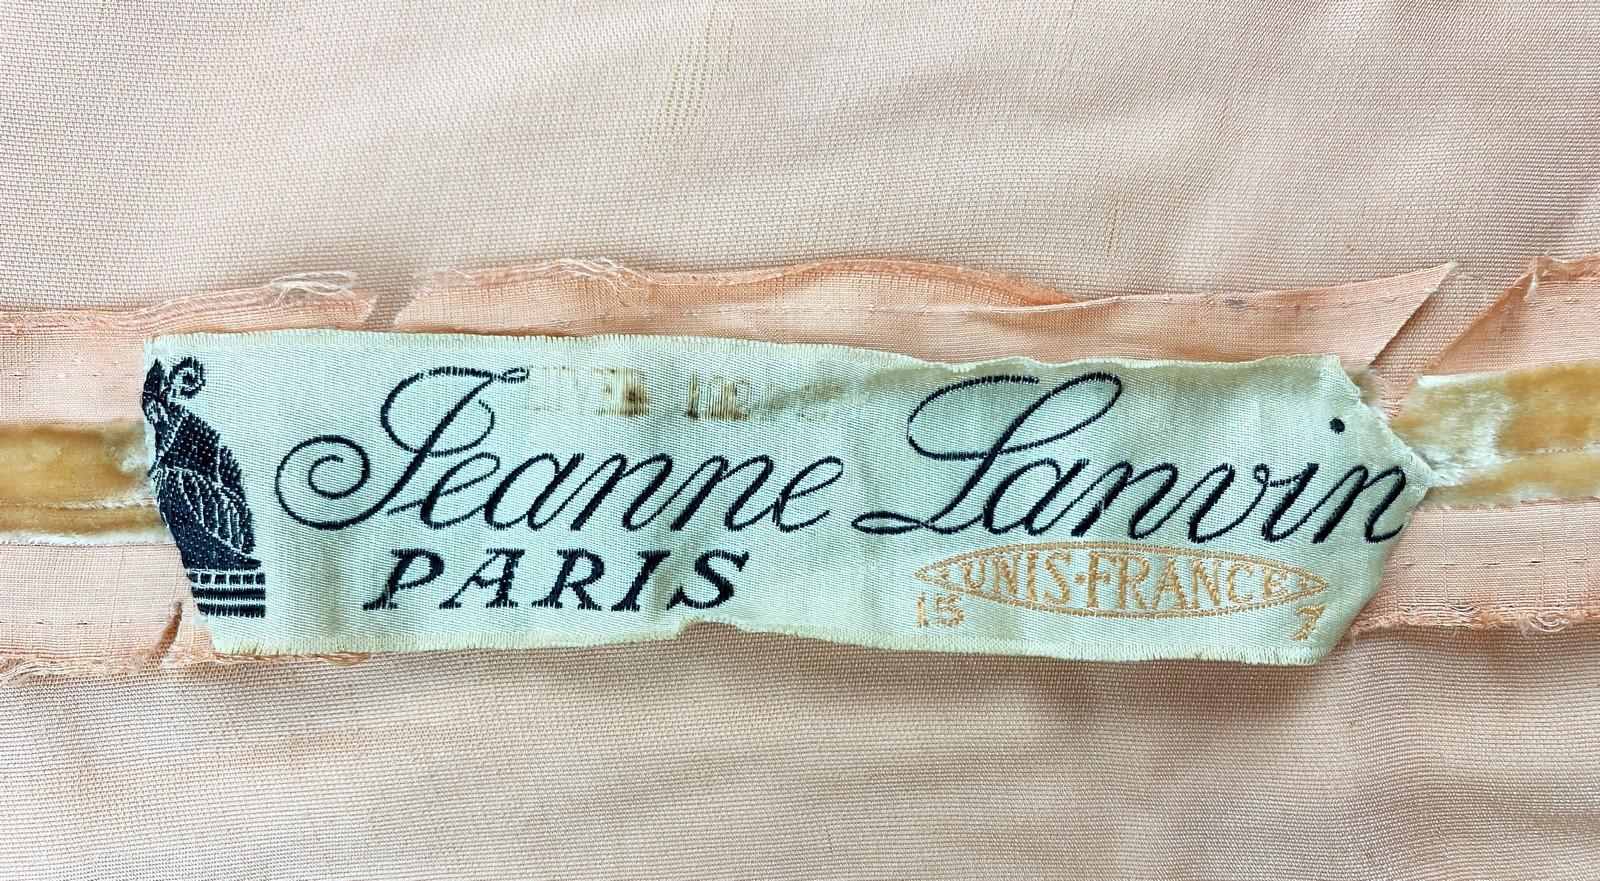 Jeanne Lanvin
PARIS
UNIS·FRANCE
15 7